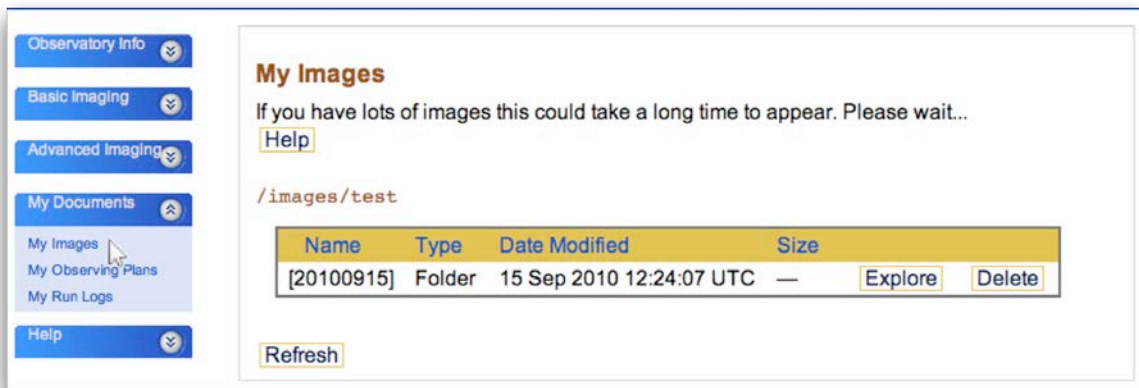 Observatory Info
Basic Imaging
Advanced Imaging
My Documents
My Images
My Observing Plans
My Run Logs
Help
My Images
If you have lots of images this could take a long time to appear. Please wait...
Help
/images/test
Name Type Date Modified Size
[20100915] Folder 15 Sep 2010 12:24:07 UTC — Explore Delete
Refresh